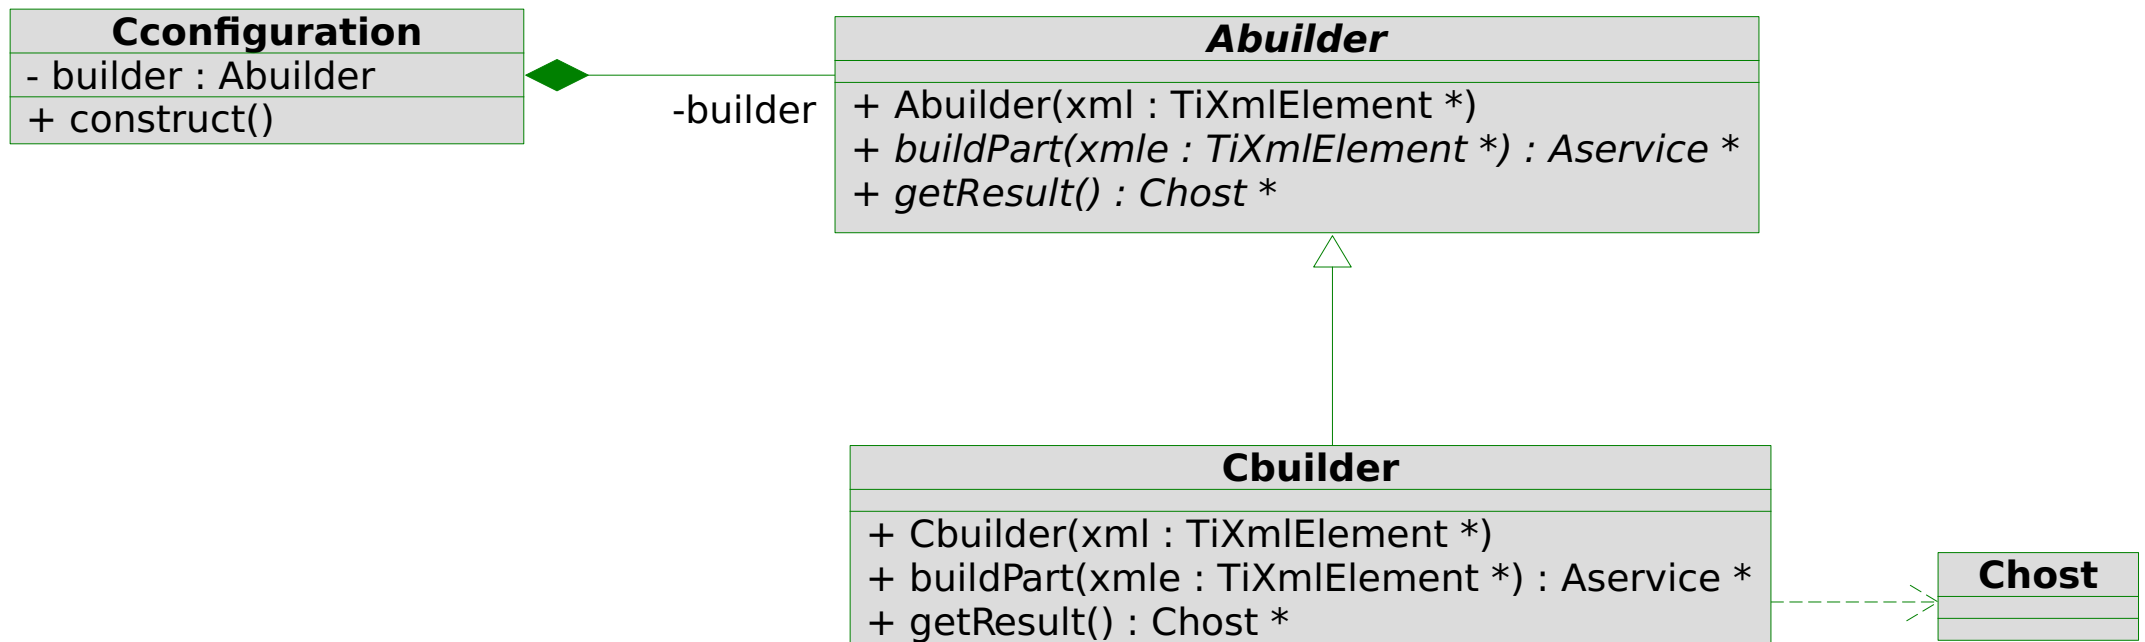 Cconfiguration
- builder : Abuilder
+ construct()
-builder
Abuilder
+ Abuilder(xml : TiXmlElement *)
+ buildPart(xmle : TiXmlElement *) : Aservice *
+ getResult() : Chost *
Cbuilder
+ Cbuilder(xml : TiXmlElement *)
+ buildPart(xmle : TiXmlElement *) : Aservice *
+ getResult() : Chost *
Chost